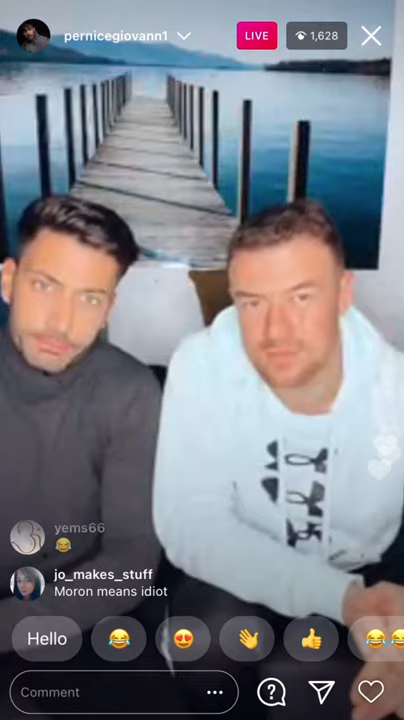 pernicegiovann1
LIVE
1,628
yems66
jo_makes_stuff
Moron means idiot
Hello
Comment